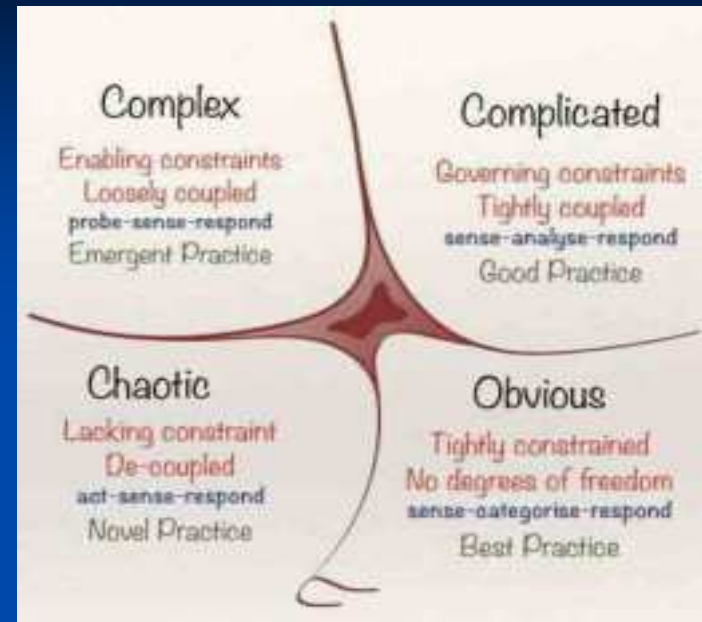 Complex
Enabling constraints
Loosely coupled
probe-sense-respond
Emergent Practice
Complicated
Governing constraints
Tightly coupled
sense-analyse-respond
Good Practice
Chaotic
Lacking constraint
De-coupled
act-sense-respond
Novel Practice
Obvious
Tightly constrained
No degrees of freedom
sense-categorise-respond
Best Practice